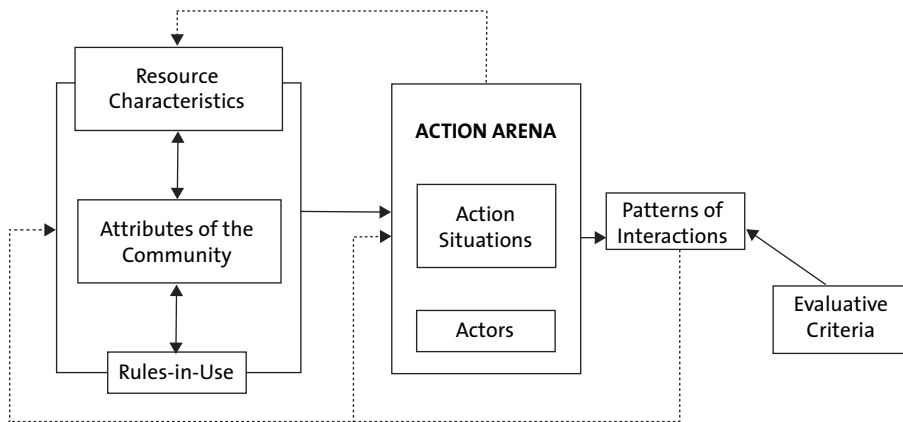 Resource
Characteristics
Attributes of the
Community
Rules-in-Use
ACTION ARENA
Action
Situations
Actors
Patterns of
Interactions
Evaluative
Criteria